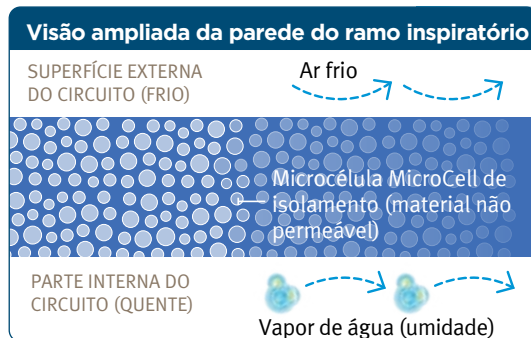 Visão ampliada da parede do ramo inspiratório
SUPERFÍCIE EXTERNA
DO CIRCUITO (FRIO)
Ar frio
Microcélula MicroCell de
isolamento (material não
permeável)
PARTE INTERNA DO
CIRCUITO (QUENTE)
Vapor de água (umidade)